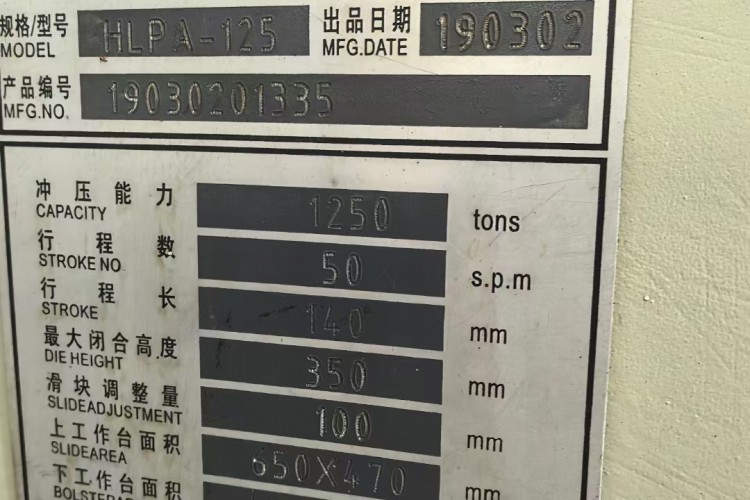 规格/型号 HLPA-125 出品日期 190302
MODEL MFG.DATE
产品编号 19030201335
MFG.NO.
冲压能力 1250 tons
CAPACITY
行程数 50 s.p.m
STROKE NO
行程长 140 mm
STROKE
最大闭合高度 350 mm
DIE HEIGHT
滑块调整量 100 mm
SLIDEADJUSTMENT
上工作台面积 650X470 mm
SLIDEAREA
下工作台面积